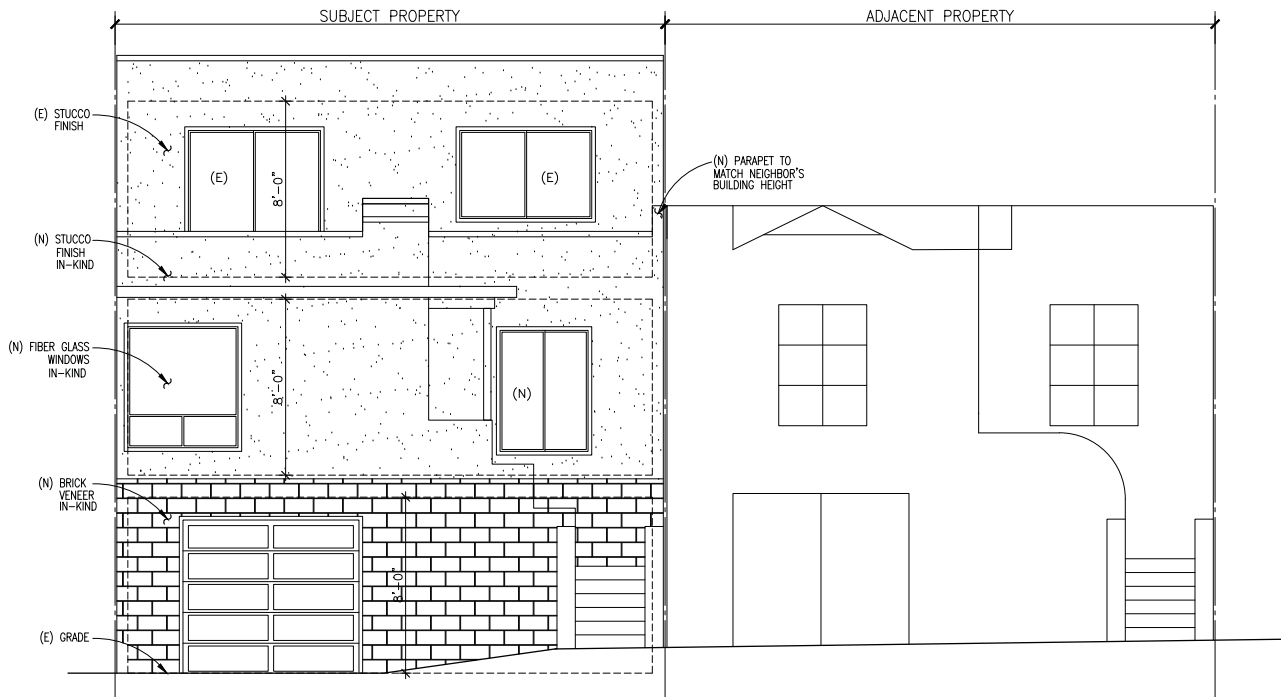 SUBJECT PROPERTY
ADJACENT PROPERTY
(E) STUCCO
FINISH
(E)
8'-0"
(E)
(N) PARAPET TO
MATCH NEIGHBOR'S
BUILDING HEIGHT
(N) STUCCO
FINISH
IN-KIND
(N) FIBER GLASS
WINDOWS
IN-KIND
8'-0"
(N)
(N) BRICK
VENEER
IN-KIND
8'-0"
(E) GRADE